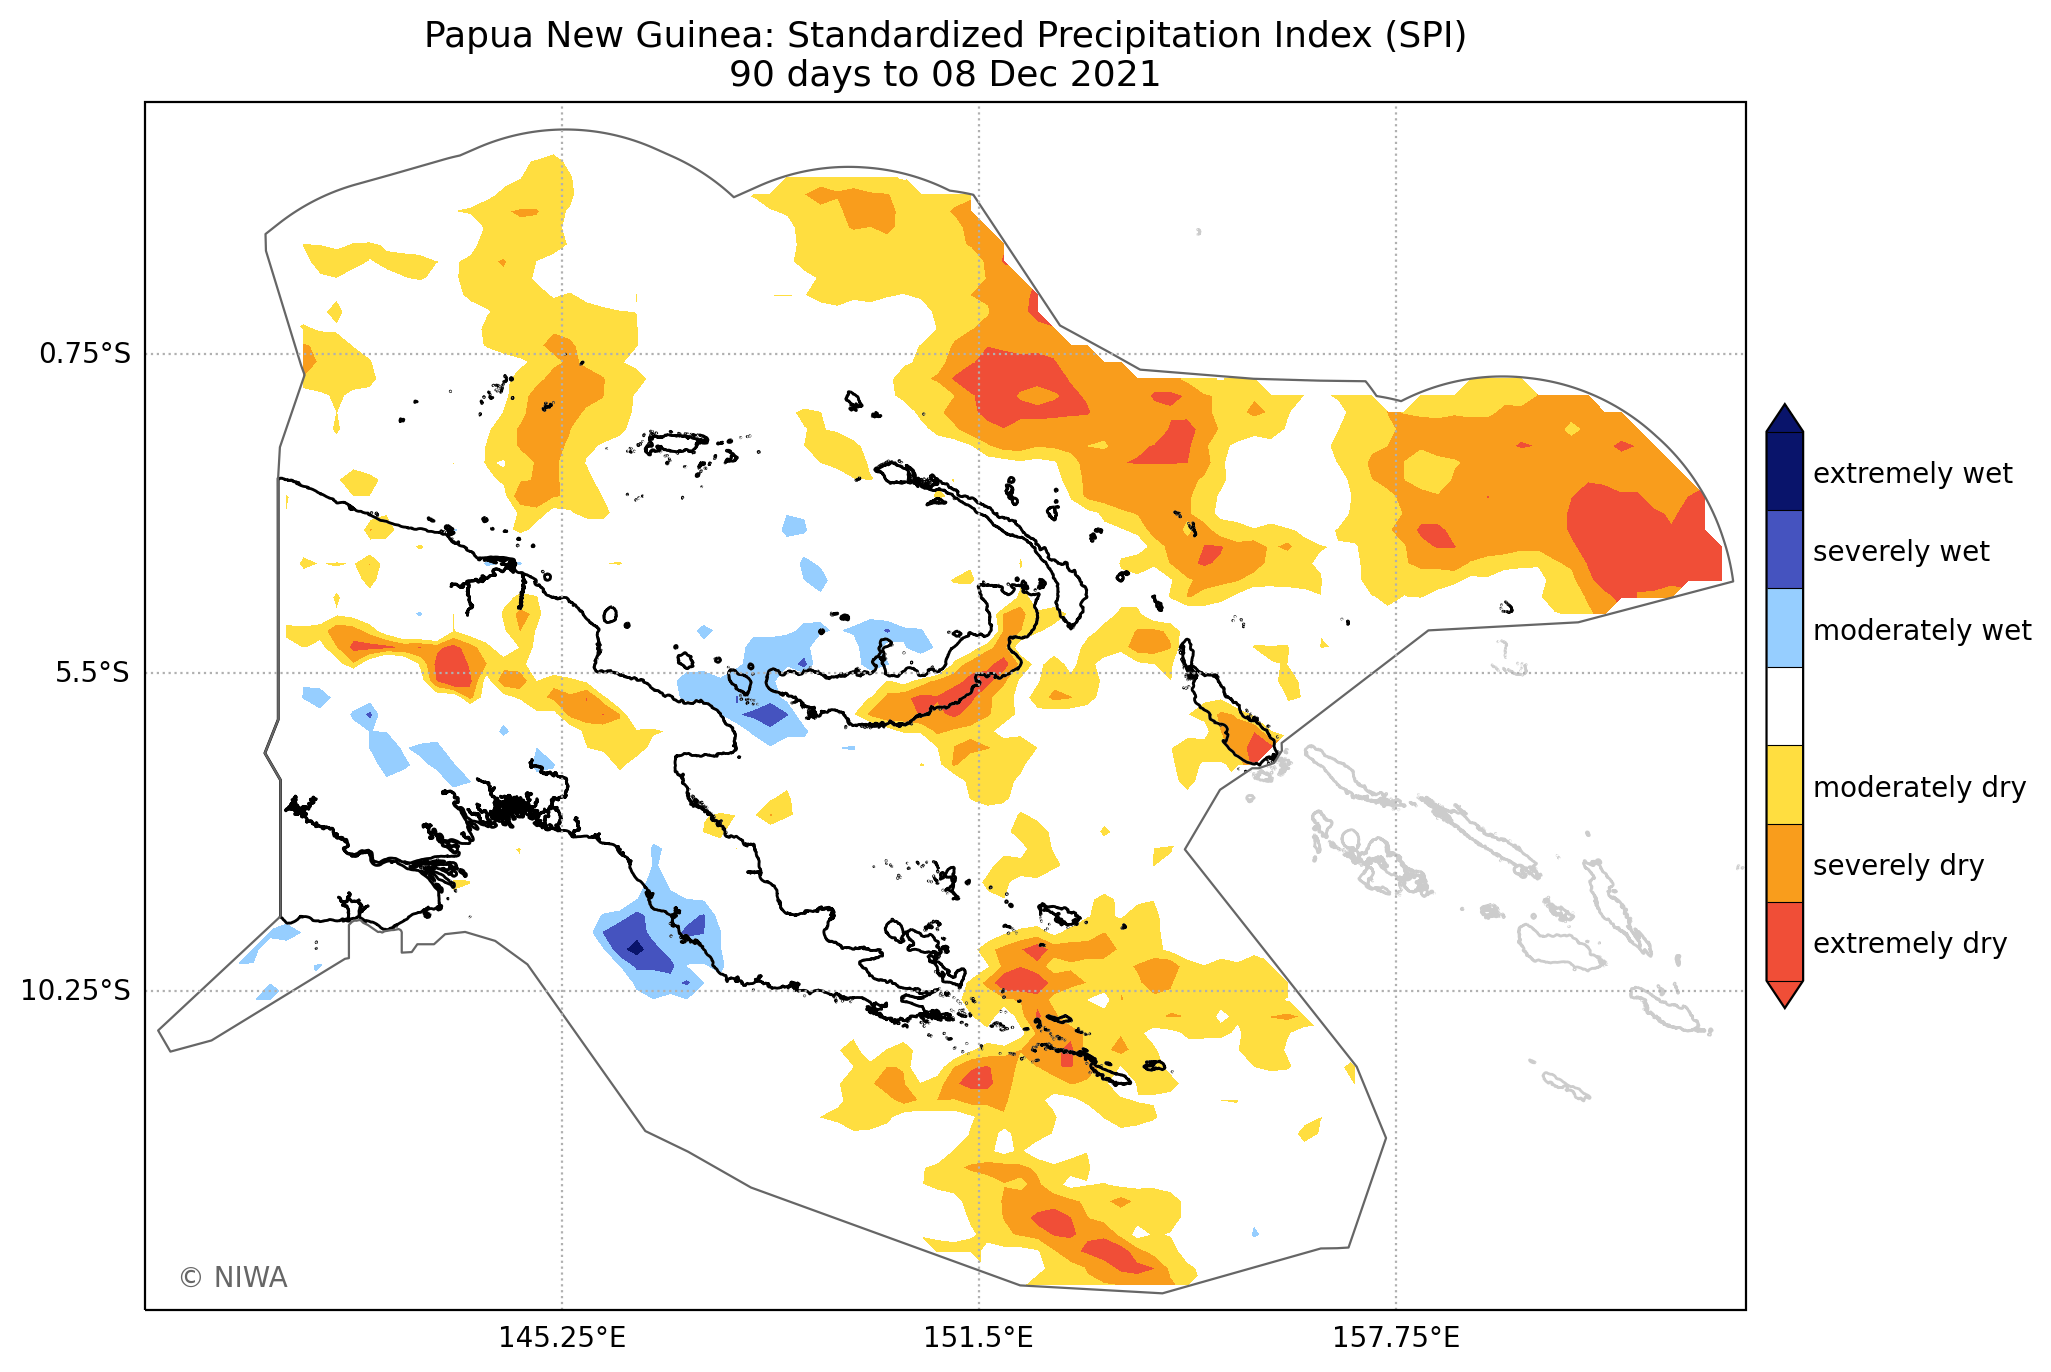 Papua New Guinea: Standardized Precipitation Index (SPI)
90 days to 08 Dec 2021
0.75°S
5.5°S
10.25°S
145.25°E
151.5°E
157.75°E
extremely wet
severely wet
moderately wet
moderately dry
severely dry
extremely dry
© NIWA